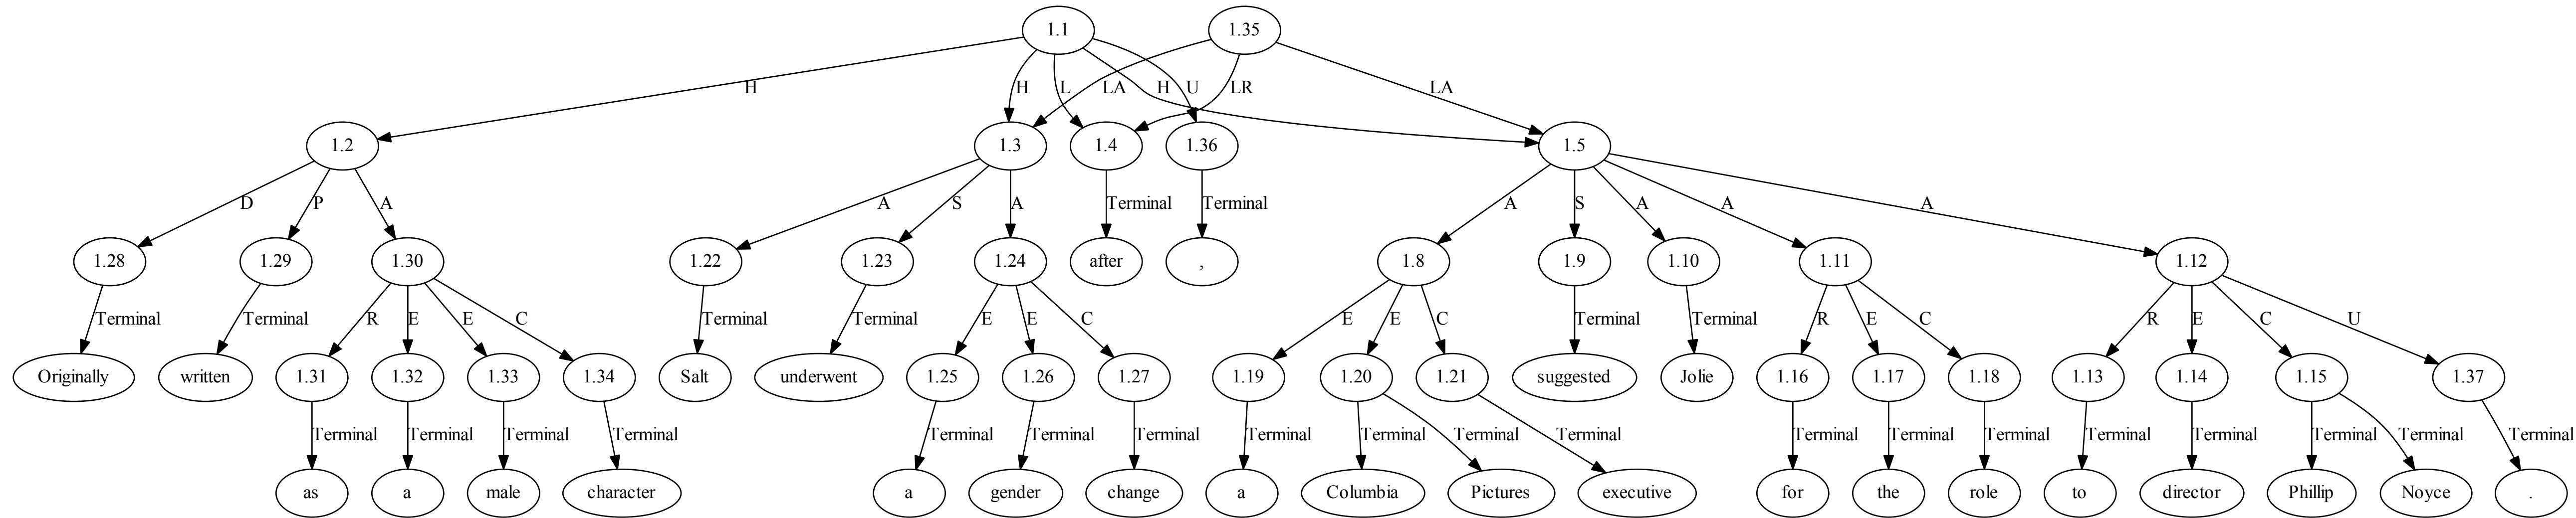 1.1 1.35
H H L LA H U LR LA
1.2 1.3 1.4 1.36 1.5
D P A A S A Terminal Terminal A S A A A
1.28 1.29 1.30 1.22 1.23 1.24 after , 1.8 1.9 1.10 1.11 1.12
Terminal Terminal R E E C Terminal Terminal E E C E E C Terminal Terminal R E C R E C U
Originally written 1.31 1.32 1.33 1.34 Salt underwent 1.25 1.26 1.27 1.19 1.20 1.21 suggested Jolie 1.16 1.17 1.18 1.13 1.14 1.15 1.37
Terminal Terminal Terminal Terminal Terminal Terminal Terminal Terminal Terminal Terminal Terminal Terminal Terminal Terminal Terminal Terminal Terminal Terminal Terminal
as a male character a gender change a Columbia Pictures executive for the role to director Phillip Noyce .